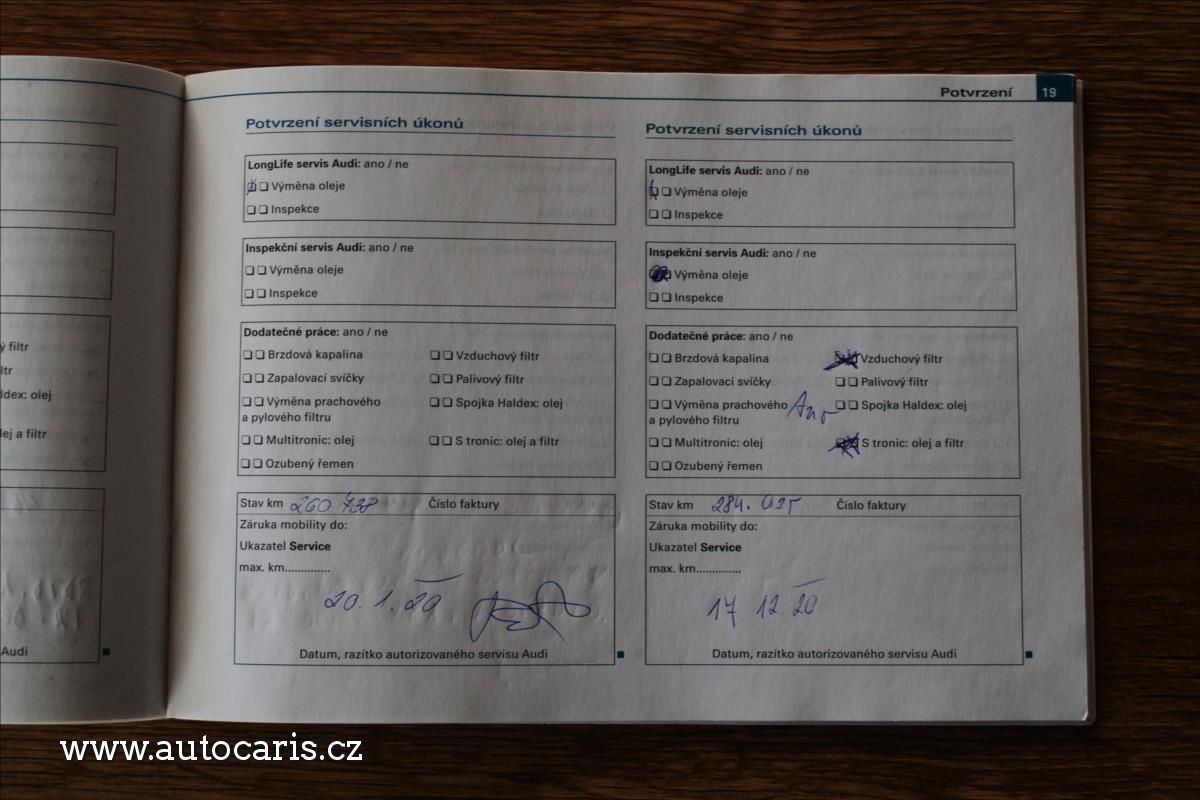 Potvrzení 19
Potvrzení servisních úkonů
LongLife servis Audi: ano / ne
Výměna oleje
Inspekce
Inspekční servis Audi: ano / ne
Výměna oleje
Inspekce
Dodatečné práce: ano / ne
Brzdová kapalina
Vzduchový filtr
Zapalovací svíčky
Palivový filtr
Výměna prachového
a pylového filtru
Spojka Haldex: olej
Multitronic: olej
S tronic: olej a filtr
Ozubený řemen
Stav km 260 738 Číslo faktury
Záruka mobility do:
Ukazatel Service
max. km..............
20. 1. 20
Datum, razítko autorizovaného servisu Audi
Potvrzení servisních úkonů
LongLife servis Audi: ano / ne
Výměna oleje
Inspekce
Inspekční servis Audi: ano / ne
Výměna oleje
Inspekce
Dodatečné práce: ano / ne
Brzdová kapalina
Vzduchový filtr
Zapalovací svíčky
Palivový filtr
Výměna prachového
a pylového filtru
Ano
Spojka Haldex: olej
Multitronic: olej
S tronic: olej a filtr
Ozubený řemen
Stav km 284. Číslo faktury
Záruka mobility do:
Ukazatel Service
max. km..............
17. 12. 20
Datum, razítko autorizovaného servisu Audi
ý filtr
ltr
ldex: olej
lej a filtr
Audi
www.autocaris.cz